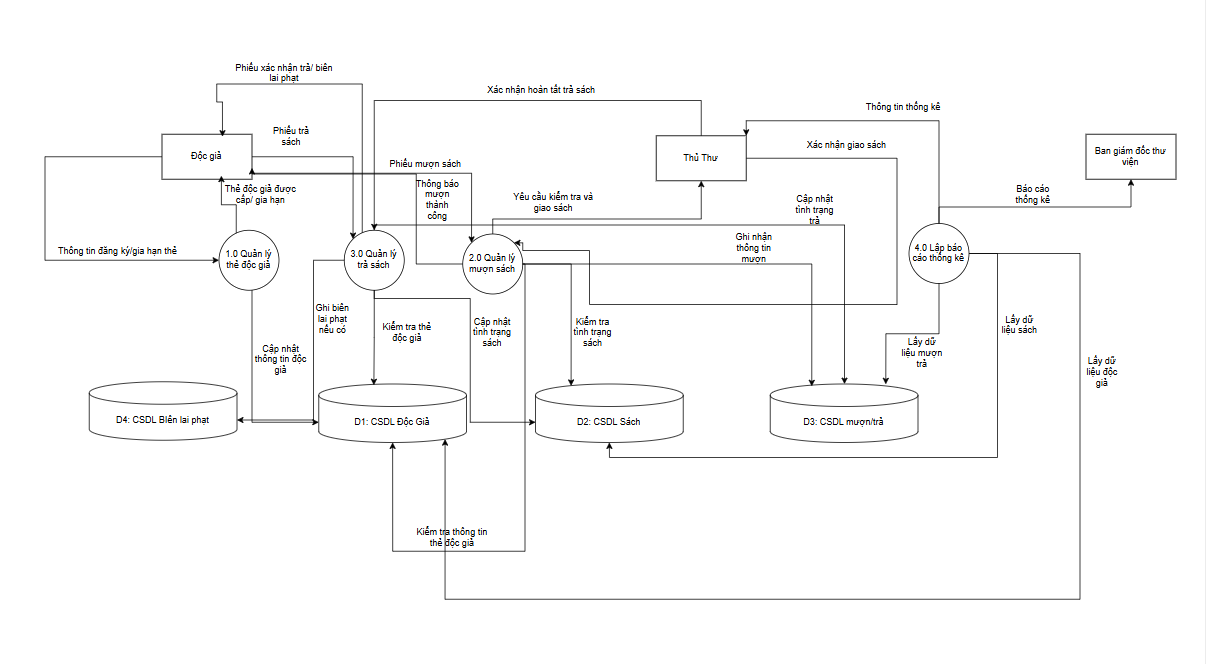 Phiếu xác nhận trả/ biên
lai phạt
Xác nhận hoàn tất trả sách
Thông tin thống kê
Phiếu trả
sách
Độc giả
Phiếu mượn sách
Thủ Thư
Xác nhận giao sách
Ban giám đốc thư
viện
Thẻ độc giả được
cấp/ gia hạn
Thông báo
mượn
thành
công
Yêu cầu kiểm tra và
giao sách
Cập nhật
tình trạng
trả
Báo cáo
thống kê
Thông tin đăng ký/gia hạn thẻ
1.0 Quản lý
thẻ độc giả
3.0 Quản lý
trả sách
2.0 Quản lý
mượn sách
Ghi nhận
thông tin
mượn
4.0 Lập báo
cáo thống kê
Ghi biên
lai phạt
nếu có
Kiểm tra thẻ
độc giả
Cập nhật
tình trạng
sách
Kiểm tra
tình trạng
sách
Lấy dữ
liệu sách
Cập nhật
thông tin độc
giả
Lấy dữ
liệu mượn
trả
Lấy dữ
liệu độc
giả
D4: CSDL Biên lai phạt
D1: CSDL Độc Giả
D2: CSDL Sách
D3: CSDL mượn/trả
Kiểm tra thông tin
thẻ độc giả